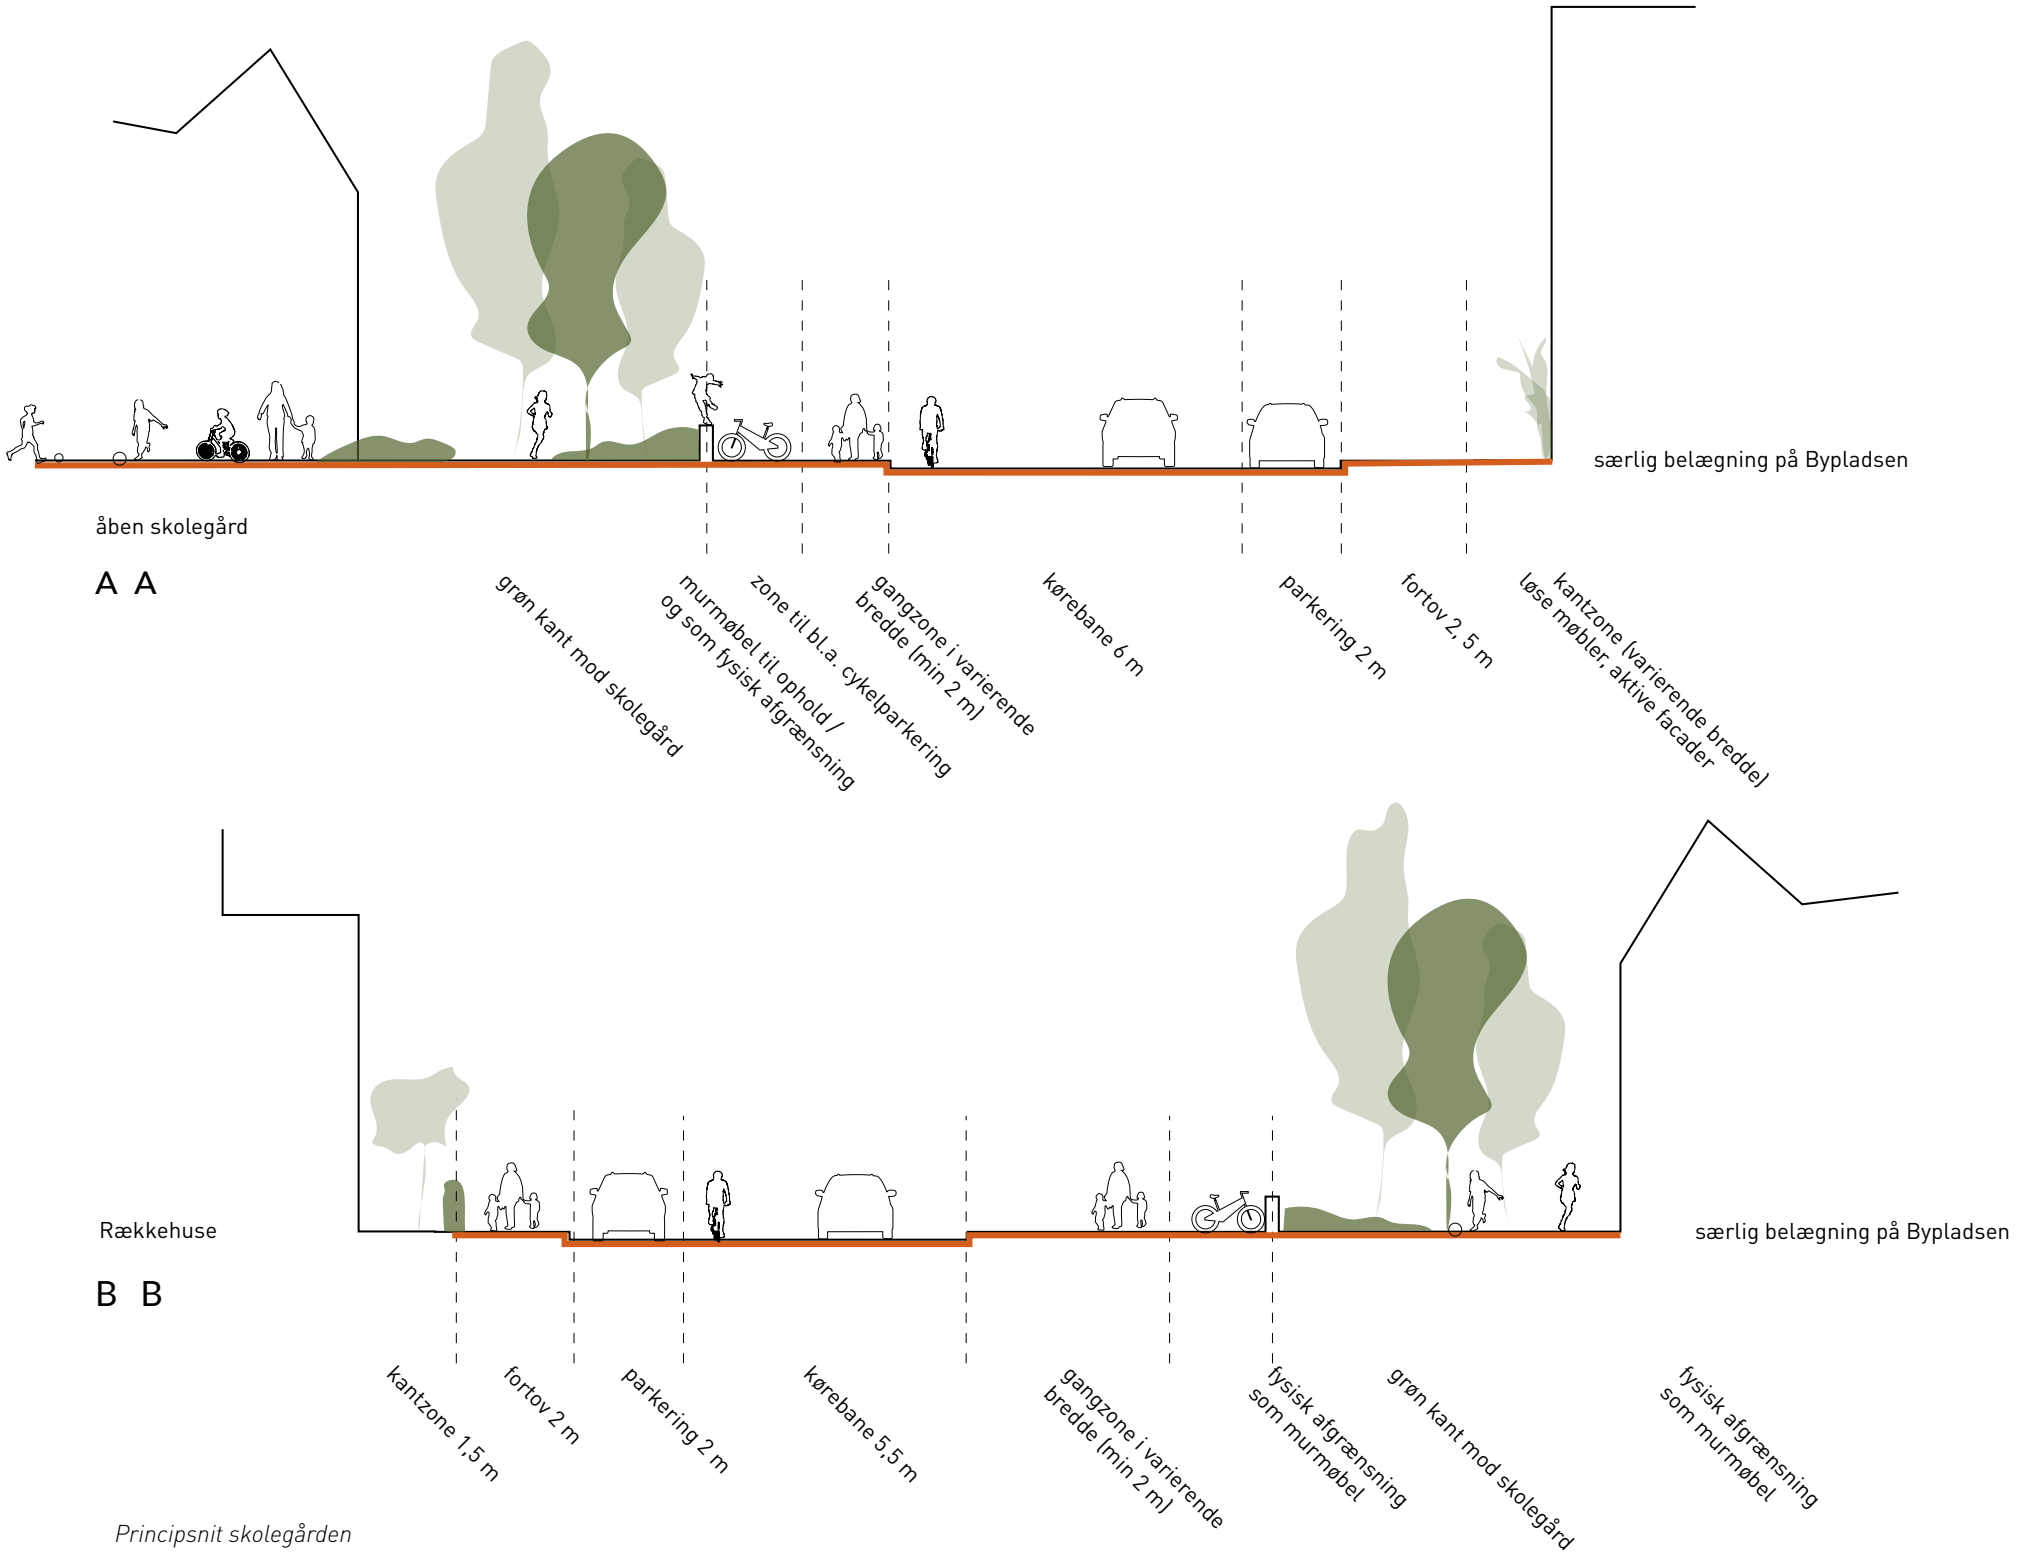 særlig belægning på Bypladsen
åben skolegård
A A
grøn kant mod skolegård
murmøbel til ophold /
og som fysisk afgrænsning
zone til bl.a. cykelparkering
gangzone i varierende
bredde (min 2 m)
kørebane 6 m
parkering 2 m
fortov 2, 5 m
kantzone (varierende bredde)
løse møbler, aktive facader
Rækkehuse
særlig belægning på Bypladsen
B B
kantzone 1,5 m
fortov 2 m
parkering 2 m
kørebane 5,5 m
gangzone i varierende
bredde (min 2 m)
fysisk afgrænsning
som murmøbel
grøn kant mod skolegård
fysisk afgrænsning
som murmøbel
Principsnit skolegården